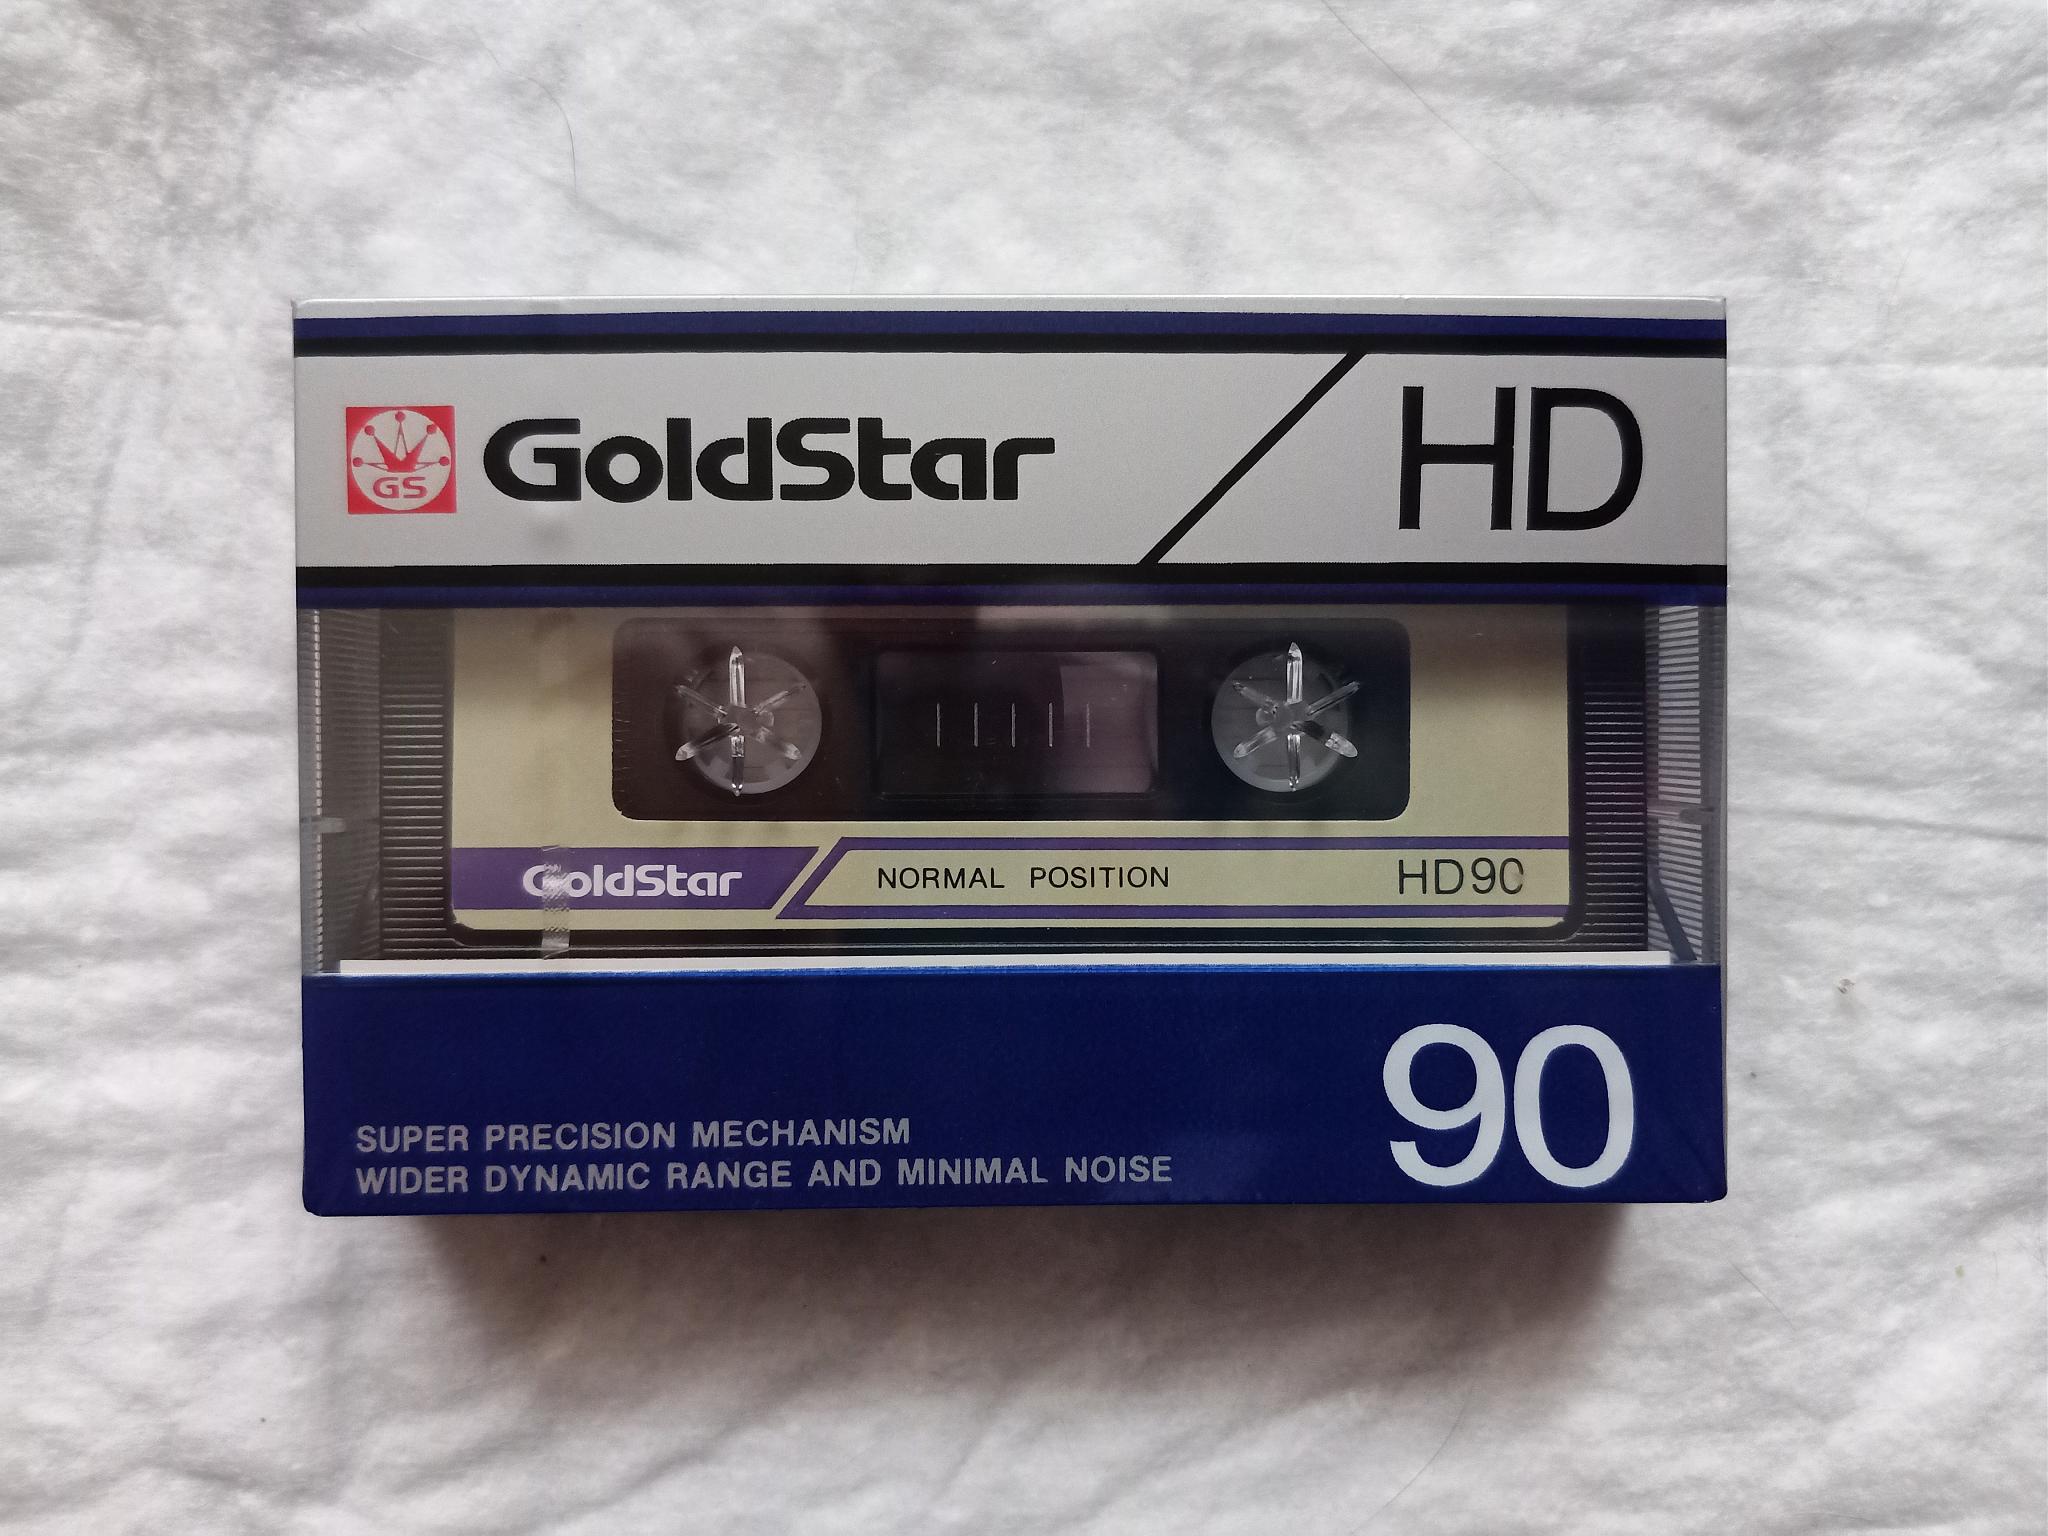 GS GoldStar HD
GoldStar NORMAL POSITION HD90
90
SUPER PRECISION MECHANISM
WIDER DYNAMIC RANGE AND MINIMAL NOISE